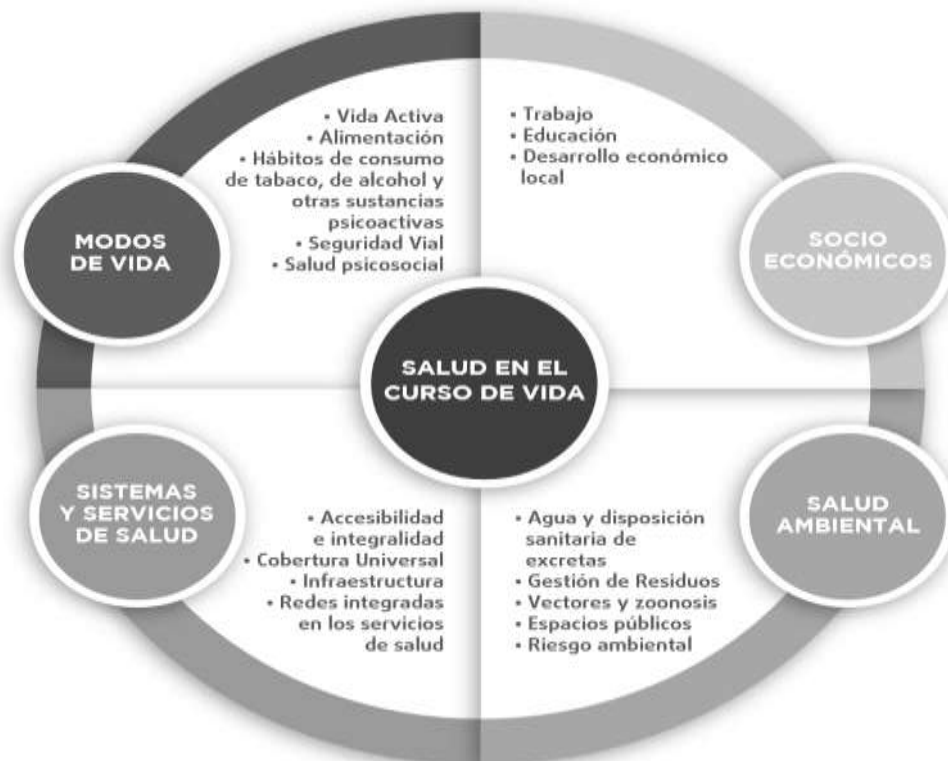 • Vida Activa
• Alimentación
• Hábitos de consumo
de tabaco, de alcohol y
otras sustancias
psicoactivas
• Seguridad Vial
• Salud psicosocial
MODOS
DE VIDA
• Trabajo
• Educación
• Desarrollo económico
local
SOCIO
ECONÓMICOS
SALUD EN EL
CURSO DE VIDA
SISTEMAS
Y SERVICIOS
DE SALUD
• Accesibilidad
e integralidad
• Cobertura Universal
• Infraestructura
• Redes integradas
en los servicios
de salud
• Agua y disposición
sanitaria de
excretas
• Gestión de Residuos
• Vectores y zoonosis
• Espacios públicos
• Riesgo ambiental
SALUD
AMBIENTAL